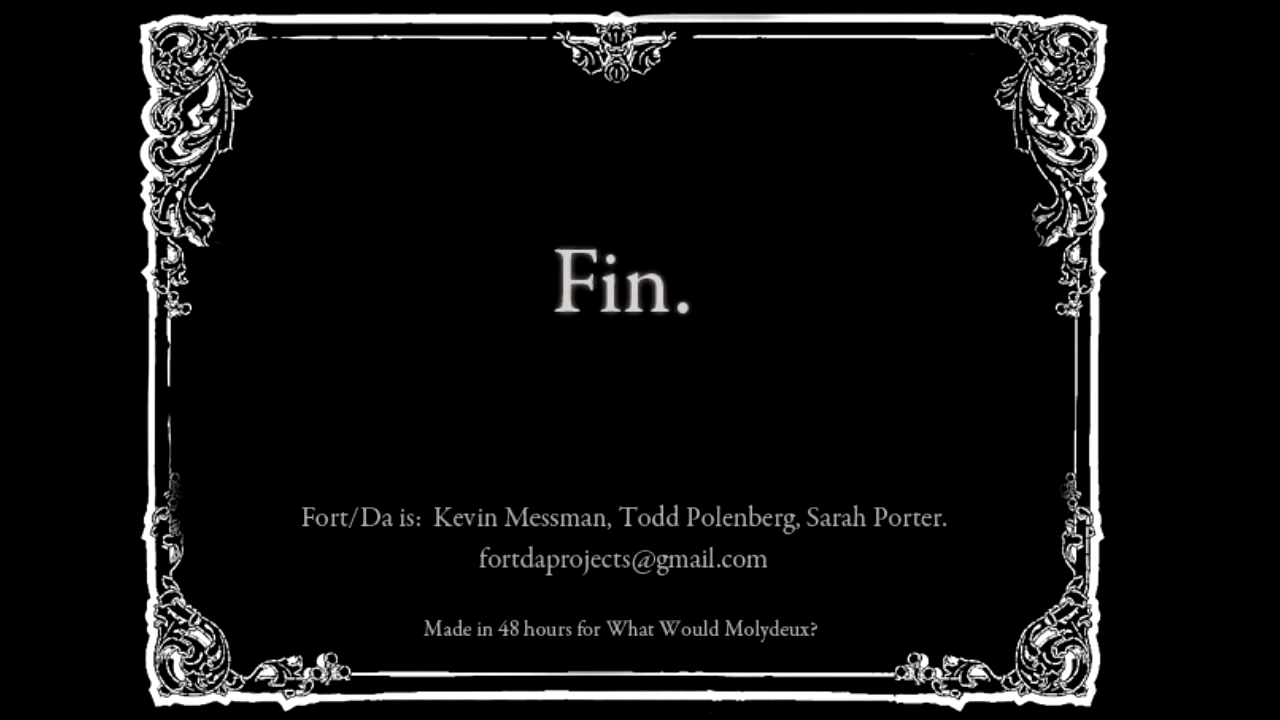 Fin.
Fort/Da is: Kevin Messman, Todd Polenberg, Sarah Porter.
fortdaprojects@gmail.com
Made in 48 hours for What Would Molydeux?